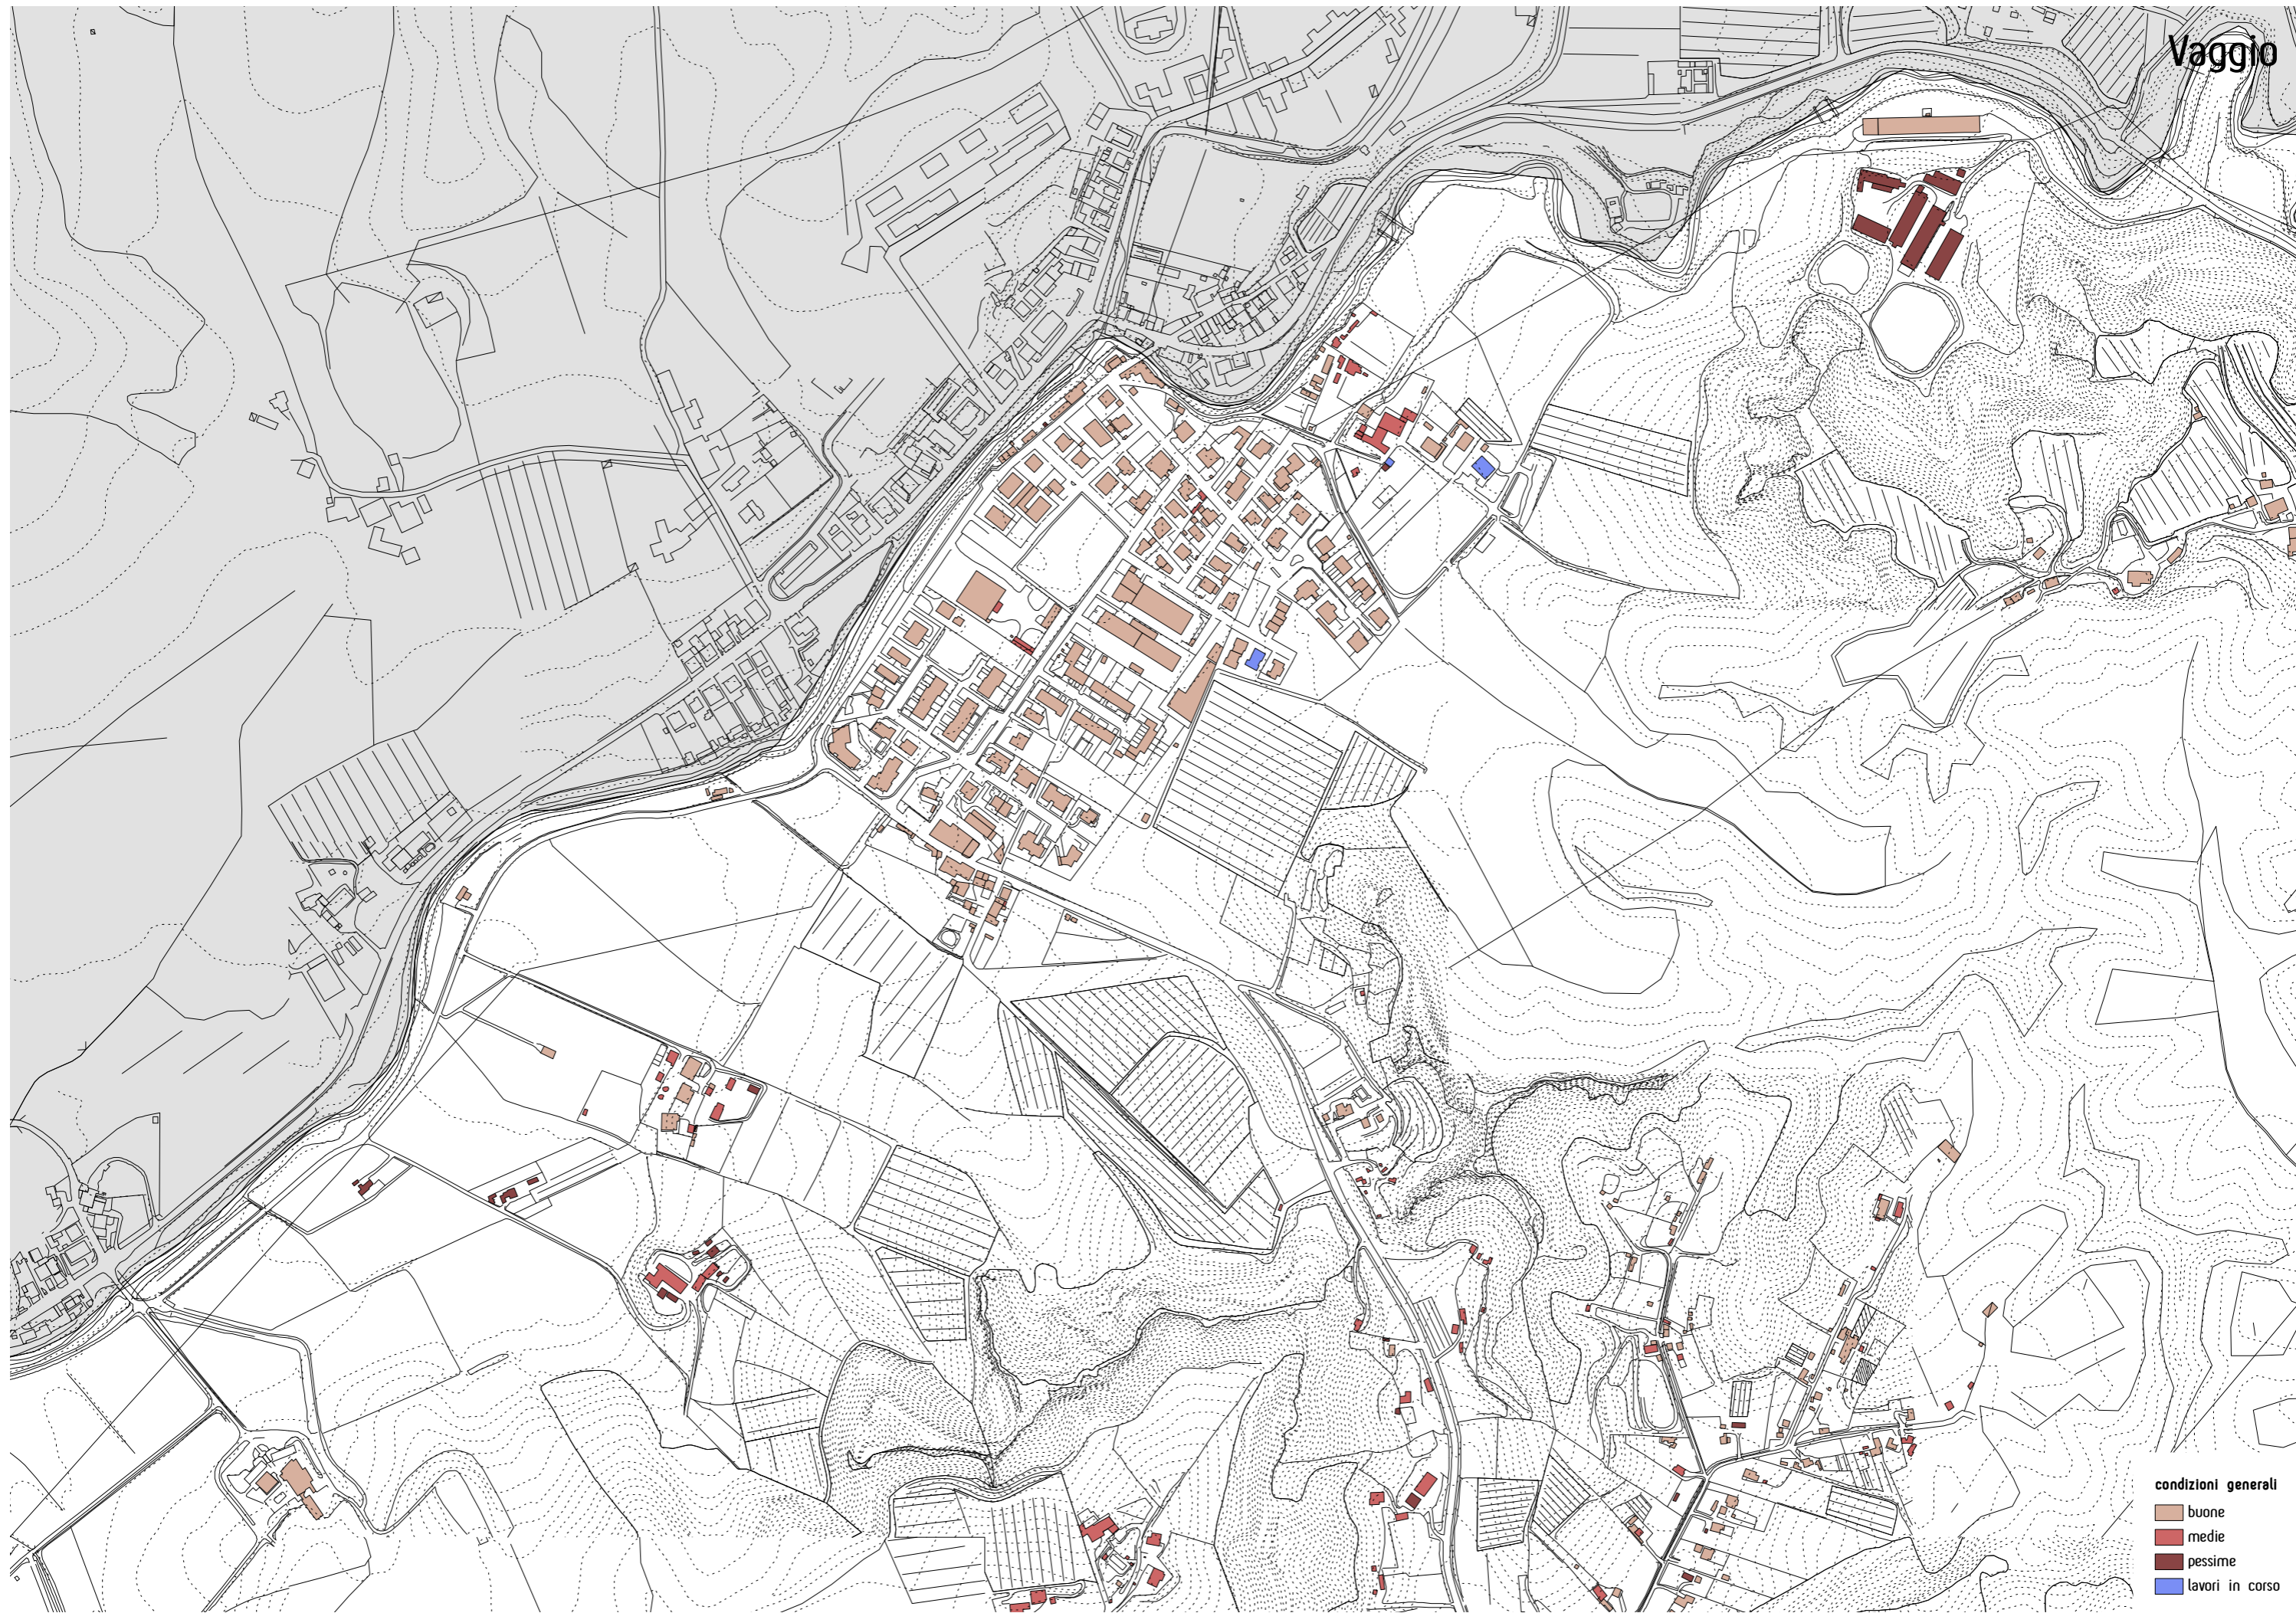 Vaggio
condizioni generali
buone
medie
pessime
lavori in corso